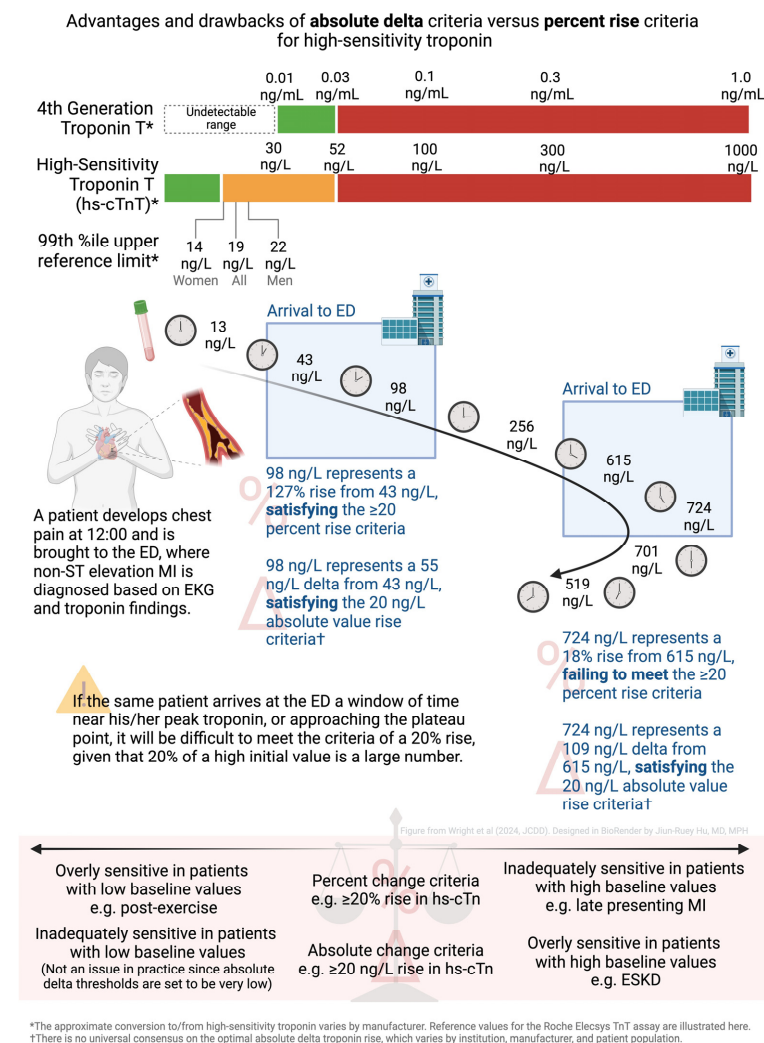 Advantages and drawbacks of absolute delta criteria versus percent rise criteria
for high-sensitivity troponin
0.01
ng/mL
0.03
ng/mL
0.1
ng/mL
0.3
ng/mL
1.0
ng/mL
4th Generation
Troponin T*
Undetectable
range
30
ng/L
52
ng/L
100
ng/L
300
ng/L
1000
ng/L
High-Sensitivity
Troponin T
(hs-cTnT)*
99th %ile upper
reference limit*
14
ng/L
Women
19
ng/L
All
22
ng/L
Men
Arrival to ED
13
ng/L
43
ng/L
98
ng/L
256
ng/L
Arrival to ED
615
ng/L
724
ng/L
701
ng/L
519
ng/L
A patient develops chest
pain at 12:00 and is
brought to the ED, where
non-ST elevation MI is
diagnosed based on EKG
and troponin findings.
%
98 ng/L represents a
127% rise from 43 ng/L,
satisfying the ≥20
percent rise criteria
Δ
98 ng/L represents a 55
ng/L delta from 43 ng/L,
satisfying the 20 ng/L
absolute value rise
criteria†
%
724 ng/L represents a
18% rise from 615 ng/L,
failing to meet the ≥20
percent rise criteria
Δ
724 ng/L represents a
109 ng/L delta from
615 ng/L, satisfying the
20 ng/L absolute value
rise criteria†
!
If the same patient arrives at the ED a window of time
near his/her peak troponin, or approaching the plateau
point, it will be difficult to meet the criteria of a 20% rise,
given that 20% of a high initial value is a large number.
Figure from Wright et al (2024, JCDD). Designed in BioRender by Jiun-Ruey Hu, MD, MPH
Overly sensitive in patients
with low baseline values
e.g. post-exercise
%
Percent change criteria
e.g. ≥20% rise in hs-cTn
Inadequately sensitive in patients
with high baseline values
e.g. late presenting MI
Inadequately sensitive in patients
with low baseline values
(Not an issue in practice since absolute
delta thresholds are set to be very low)
Δ
Absolute change criteria
e.g. ≥20 ng/L rise in hs-cTn
Overly sensitive in patients
with high baseline values
e.g. ESKD
*The approximate conversion to/from high-sensitivity troponin varies by manufacturer. Reference values for the Roche Elecsys TnT assay are illustrated here.
†There is no universal consensus on the optimal absolute delta troponin rise, which varies by institution, manufacturer, and patient population.